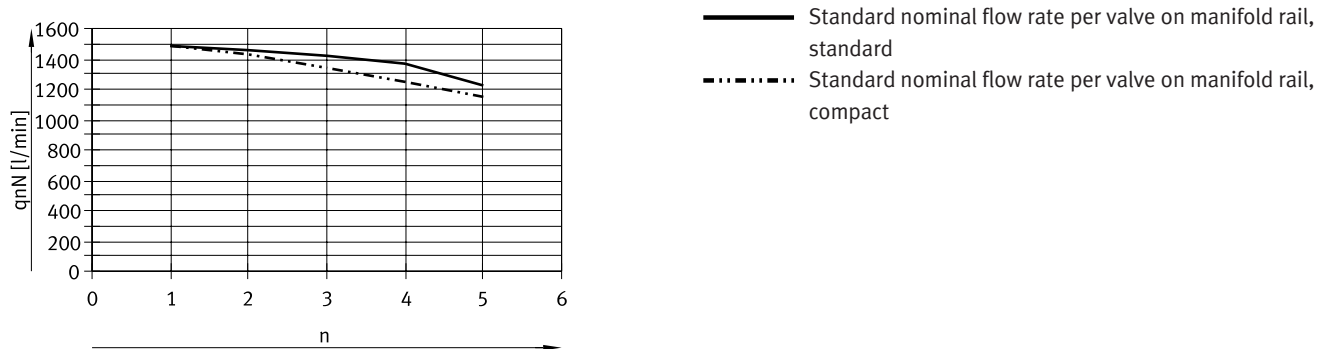 1600
1400
1200
1000
800
600
400
200
0
qnN [l/min]
0 1 2 3 4 5 6
n
Standard nominal flow rate per valve on manifold rail,
standard
Standard nominal flow rate per valve on manifold rail,
compact